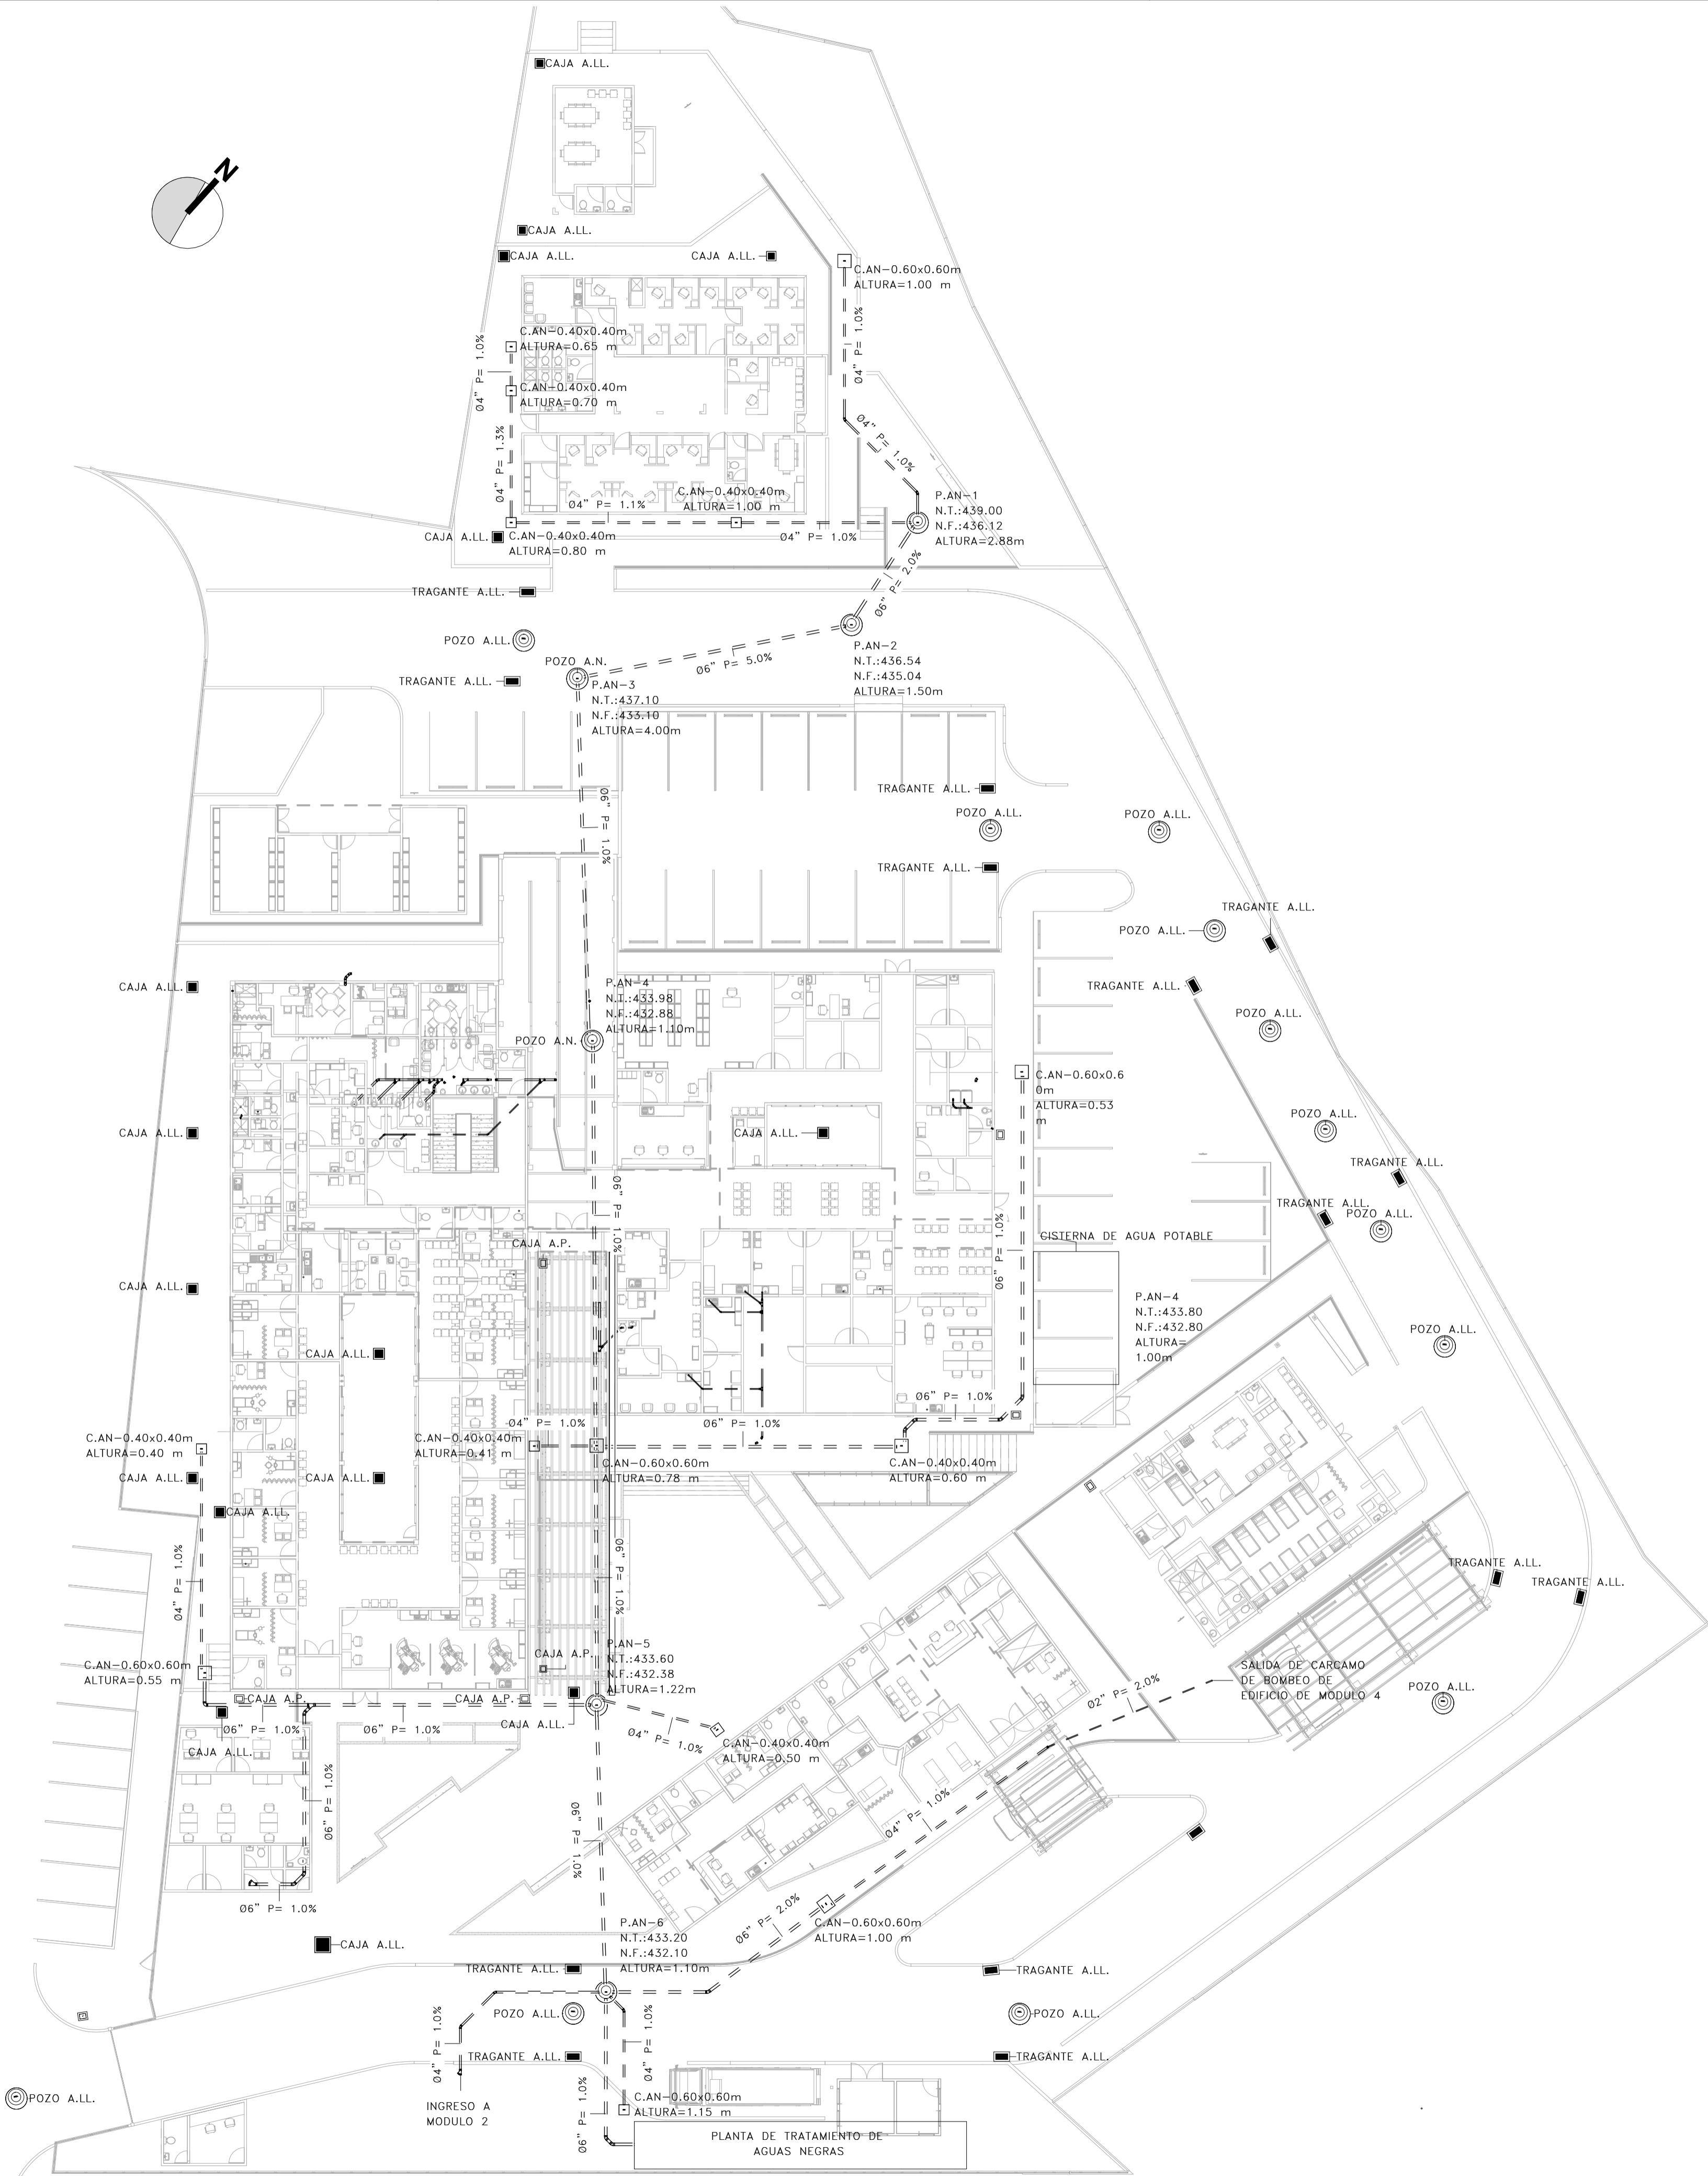 CAJA A.LL.
N
CAJA A.LL.
CAJA A.LL.
CAJA A.LL.
C.AN-0.60x0.60m
ALTURA=1.00 m
Ø4" P= 1.0%
C.AN-0.40x0.40m
ALTURA=0.65 m
Ø4" P= 1.0%
C.AN-0.40x0.40m
ALTURA=0.70 m
Ø4" P= 1.3%
Ø4" P= 1.0%
C.AN-0.40x0.40m
ALTURA=1.00 m
Ø4" P= 1.1%
P.AN-1
N.T.:439.00
N.F.:436.12
ALTURA=2.88m
CAJA A.LL.
C.AN-0.40x0.40m
ALTURA=0.80 m
Ø4" P= 1.0%
Ø6" P= 2.0%
TRAGANTE A.LL.
POZO A.LL.
P.AN-2
N.T.:436.54
N.F.:435.04
ALTURA=1.50m
Ø6" P= 5.0%
POZO A.N.
TRAGANTE A.LL.
P.AN-3
N.T.:437.10
N.F.:433.10
ALTURA=4.00m
Ø6" P= 1.0%
TRAGANTE A.LL.
POZO A.LL.
POZO A.LL.
TRAGANTE A.LL.
TRAGANTE A.LL.
POZO A.LL.
TRAGANTE A.LL.
CAJA A.LL.
P.AN-4
N.T.:433.98
N.F.:432.88
ALTURA=1.10m
POZO A.N.
POZO A.LL.
C.AN-0.60x0.6
0m
ALTURA=0.53
m
CAJA A.LL.
CAJA A.LL.
POZO A.LL.
TRAGANTE A.LL.
TRAGANTE A.LL.
POZO A.LL.
Ø6" P= 1.0%
CAJA A.P.
Ø6" P= 1.0%
CISTERNA DE AGUA POTABLE
CAJA A.LL.
P.AN-4
N.T.:433.80
N.F.:432.80
ALTURA=
1.00m
POZO A.LL.
CAJA A.LL.
Ø6" P= 1.0%
Ø4" P= 1.0%
Ø6" P= 1.0%
C.AN-0.40x0.40m
ALTURA=0.40 m
C.AN-0.40x0.40m
ALTURA=0.41 m
C.AN-0.60x0.60m
ALTURA=0.78 m
C.AN-0.40x0.40m
ALTURA=0.60 m
CAJA A.LL.
CAJA A.LL.
CAJA A.LL.
Ø4" P= 1.0%
Ø6" P= 1.0%
TRAGANTE A.LL.
TRAGANTE A.LL.
C.AN-0.60x0.60m
ALTURA=0.55 m
CAJA A.P.
P.AN-5
N.T.:433.60
N.F.:432.38
ALTURA=1.22m
SALIDA DE CARCAMO
DE BOMBEO DE
EDIFICIO DE MODULO 4
POZO A.LL.
Ø2" P= 2.0%
CAJA A.P.
CAJA A.P.
CAJA A.LL.
Ø6" P= 1.0%
Ø6" P= 1.0%
CAJA A.LL.
Ø4" P= 1.0%
C.AN-0.40x0.40m
ALTURA=0.50 m
Ø6" P= 1.0%
Ø6" P= 1.0%
Ø4" P= 1.0%
Ø6" P= 1.0%
Ø6" P= 2.0%
C.AN-0.60x0.60m
ALTURA=1.00 m
P.AN-6
N.T.:433.20
N.F.:432.10
ALTURA=1.10m
CAJA A.LL.
TRAGANTE A.LL.
TRAGANTE A.LL.
POZO A.LL.
POZO A.LL.
Ø4" P= 1.0%
Ø4" P= 1.0%
TRAGANTE A.LL.
TRAGANTE A.LL.
POZO A.LL.
INGRESO A
MODULO 2
Ø6" P= 1.0%
C.AN-0.60x0.60m
ALTURA=1.15 m
PLANTA DE TRATAMIENTO DE
AGUAS NEGRAS